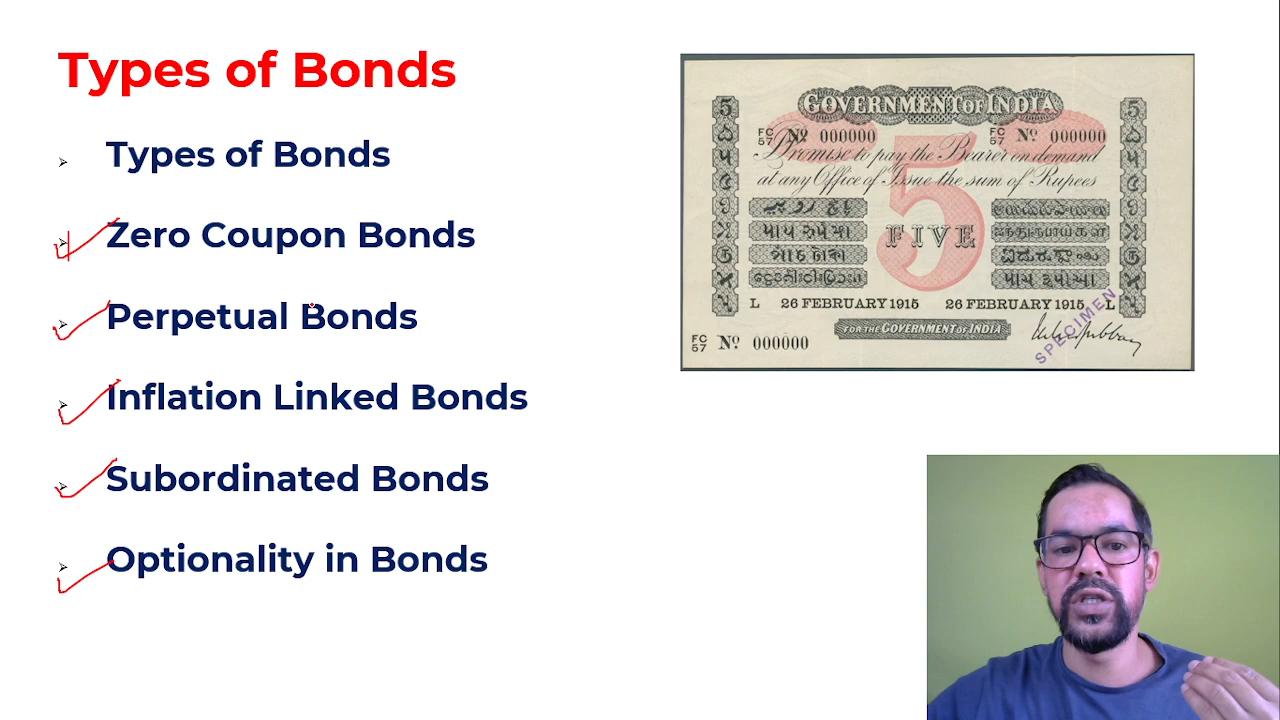 Types of Bonds
Types of Bonds
Zero Coupon Bonds
Perpetual Bonds
Inflation Linked Bonds
Subordinated Bonds
Optionality in Bonds
GOVERNMENT OF INDIA
FC 57 Nº 000000 FC 57 Nº 000000
Promise to pay the Bearer on demand
at any Office of Issue the sum of Rupees
FIVE
L 26 FEBRUARY 1915 26 FEBRUARY 1915 L
FOR THE GOVERNMENT OF INDIA
SPECIMEN
FC 57 Nº 000000